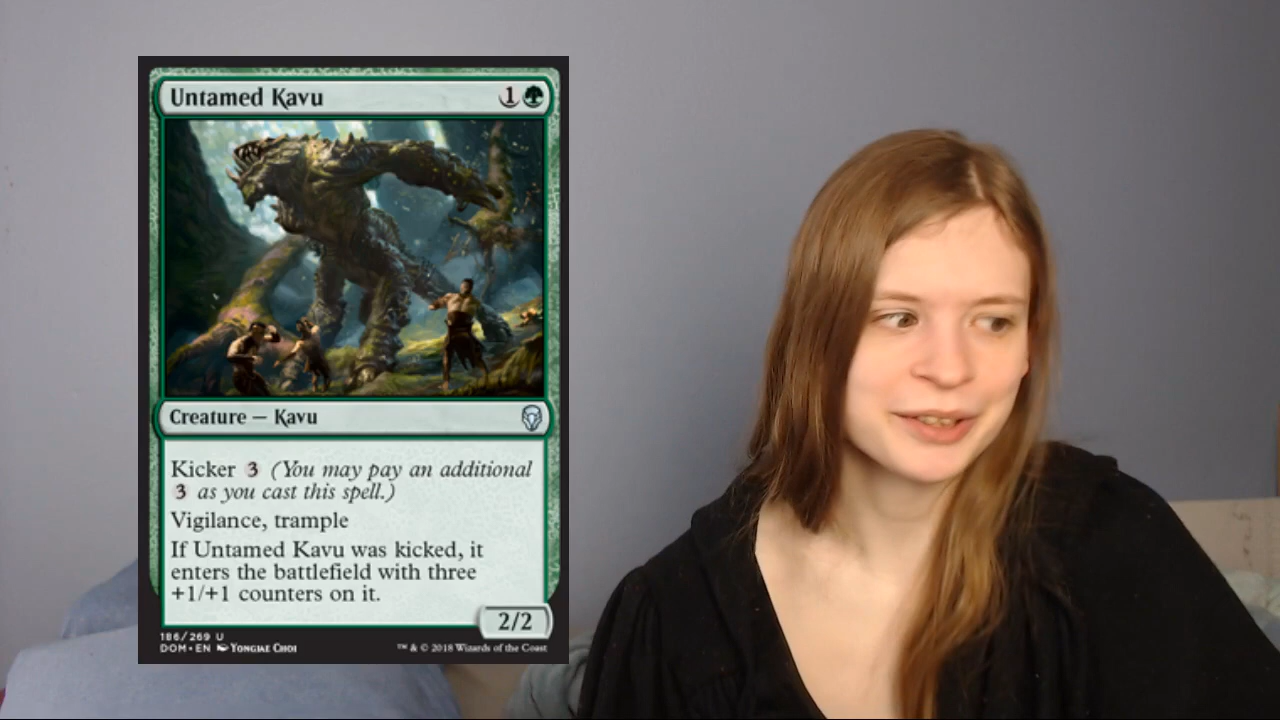 Untamed Kavu 1
Creature — Kavu
Kicker 3 (You may pay an additional
3 as you cast this spell.)
Vigilance, trample
If Untamed Kavu was kicked, it
enters the battlefield with three
+1/+1 counters on it.
2/2
186/269 U
DOM • EN Yongjae Choi
™ & © 2018 Wizards of the Coast